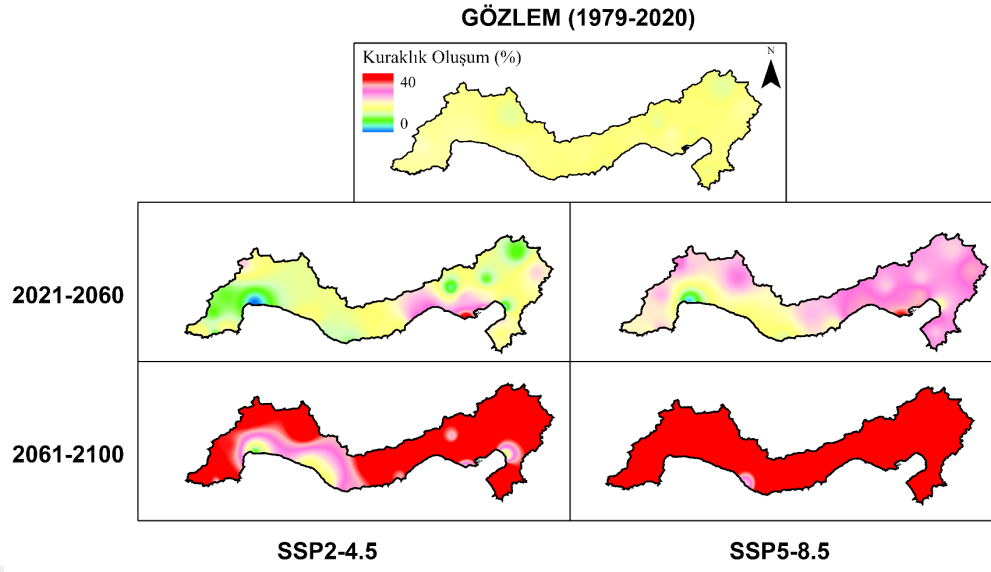 GÖZLEM (1979-2020)
Kuraklık Oluşum (%)
N
40
0
2021-2060
2061-2100
SSP2-4.5
SSP5-8.5